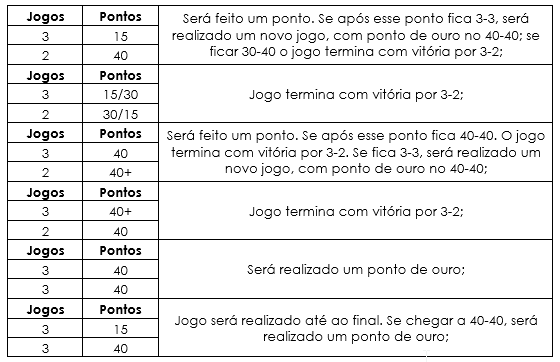 Jogos Pontos
3 15
2 40
Será feito um ponto. Se após esse ponto fica 3-3, será
realizado um novo jogo, com ponto de ouro no 40-40; se
ficar 30-40 o jogo termina com vitória por 3-2;
Jogos Pontos
3 15/30
2 30/15
Jogo termina com vitória por 3-2;
Jogos Pontos
3 40
2 40+
Será feito um ponto. Se após esse ponto fica 40-40. O jogo
termina com vitória por 3-2. Se fica 3-3, será realizado um
novo jogo, com ponto de ouro no 40-40;
Jogos Pontos
3 40+
2 40
Jogo termina com vitória por 3-2;
Jogos Pontos
3 40
3 40
Será realizado um ponto de ouro;
Jogos Pontos
3 15
3 40
Jogo será realizado até ao final. Se chegar a 40-40, será
realizado um ponto de ouro;